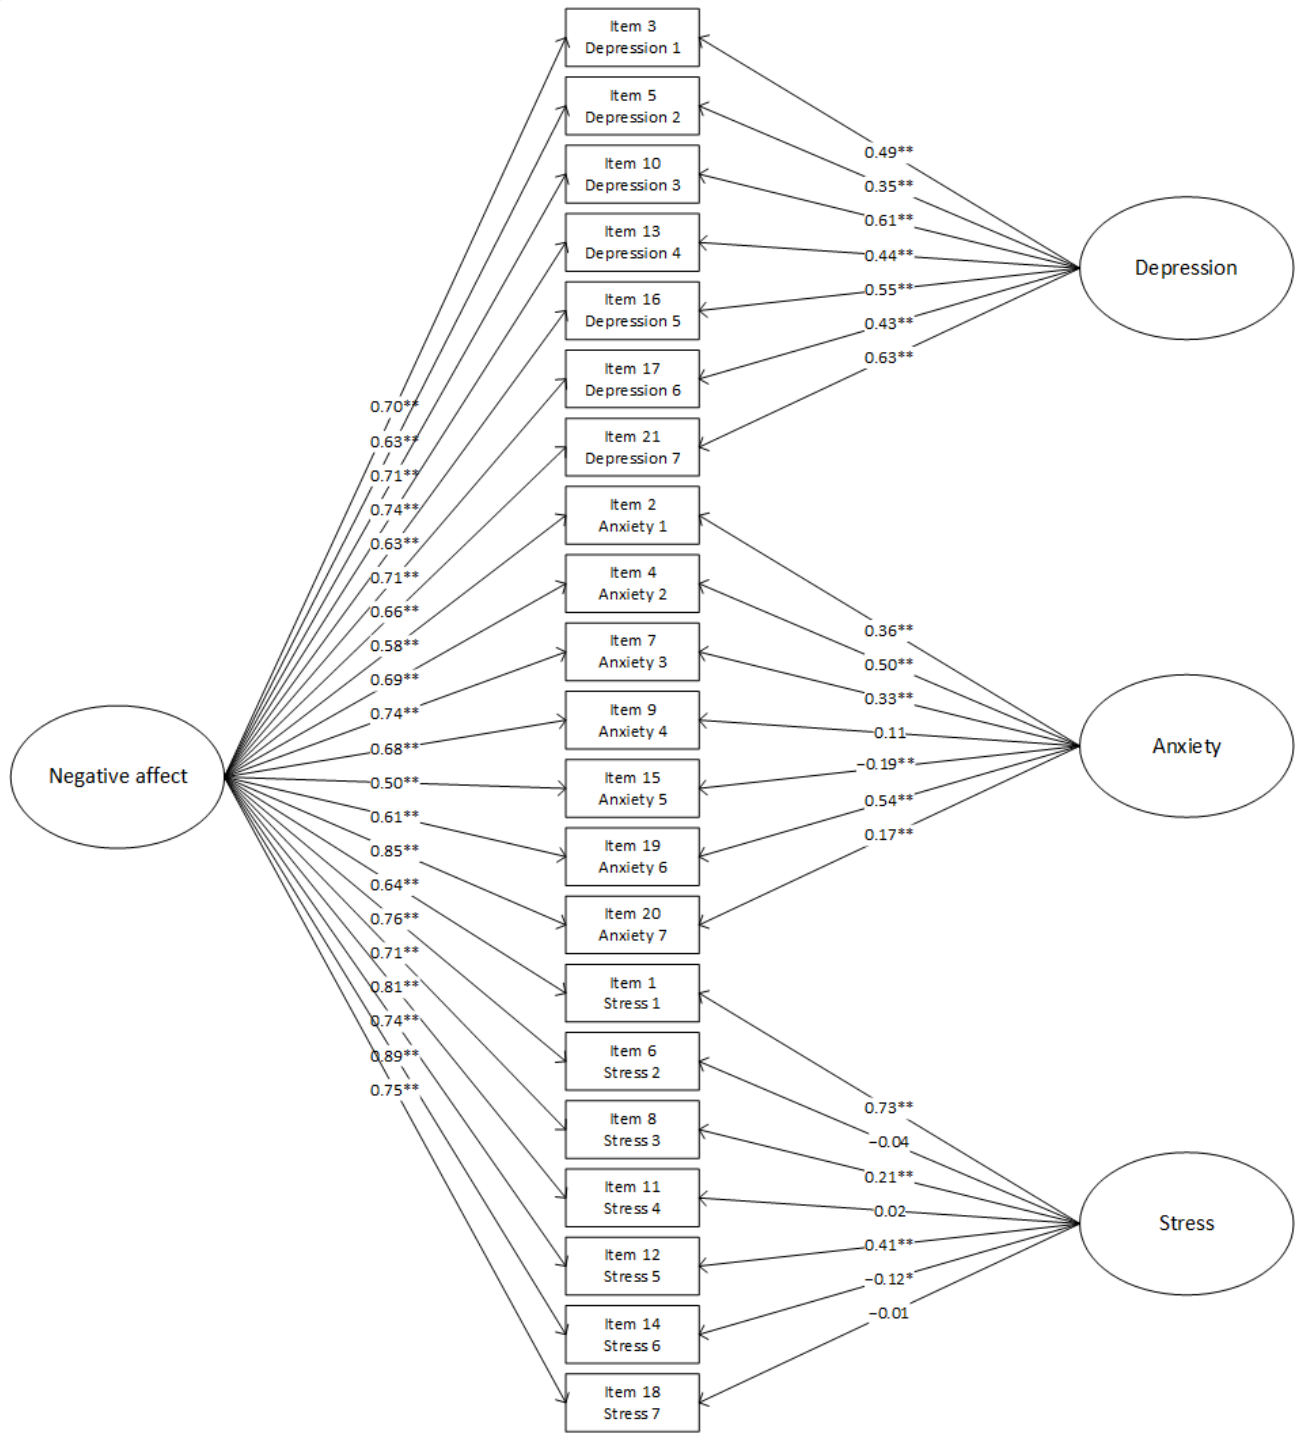 Item 3
Depression 1
Item 5
Depression 2
Item 10
Depression 3
Item 13
Depression 4
Item 16
Depression 5
Item 17
Depression 6
Item 21
Depression 7
Item 2
Anxiety 1
Item 4
Anxiety 2
Item 7
Anxiety 3
Item 9
Anxiety 4
Item 15
Anxiety 5
Item 19
Anxiety 6
Item 20
Anxiety 7
Item 1
Stress 1
Item 6
Stress 2
Item 8
Stress 3
Item 11
Stress 4
Item 12
Stress 5
Item 14
Stress 6
Item 18
Stress 7
Negative affect
0.70**
0.63**
0.71**
0.74**
0.63**
0.71**
0.66**
0.58**
0.69**
0.74**
0.68**
0.50**
0.61**
0.85**
0.64**
0.76**
0.71**
0.81**
0.74**
0.89**
0.75**
Depression
0.49**
0.35**
0.61**
0.44**
0.55**
0.43**
0.63**
Anxiety
0.36**
0.50**
0.33**
0.11
−0.19**
0.54**
0.17**
Stress
0.73**
−0.04
0.21**
0.02
0.41**
−0.12*
−0.01